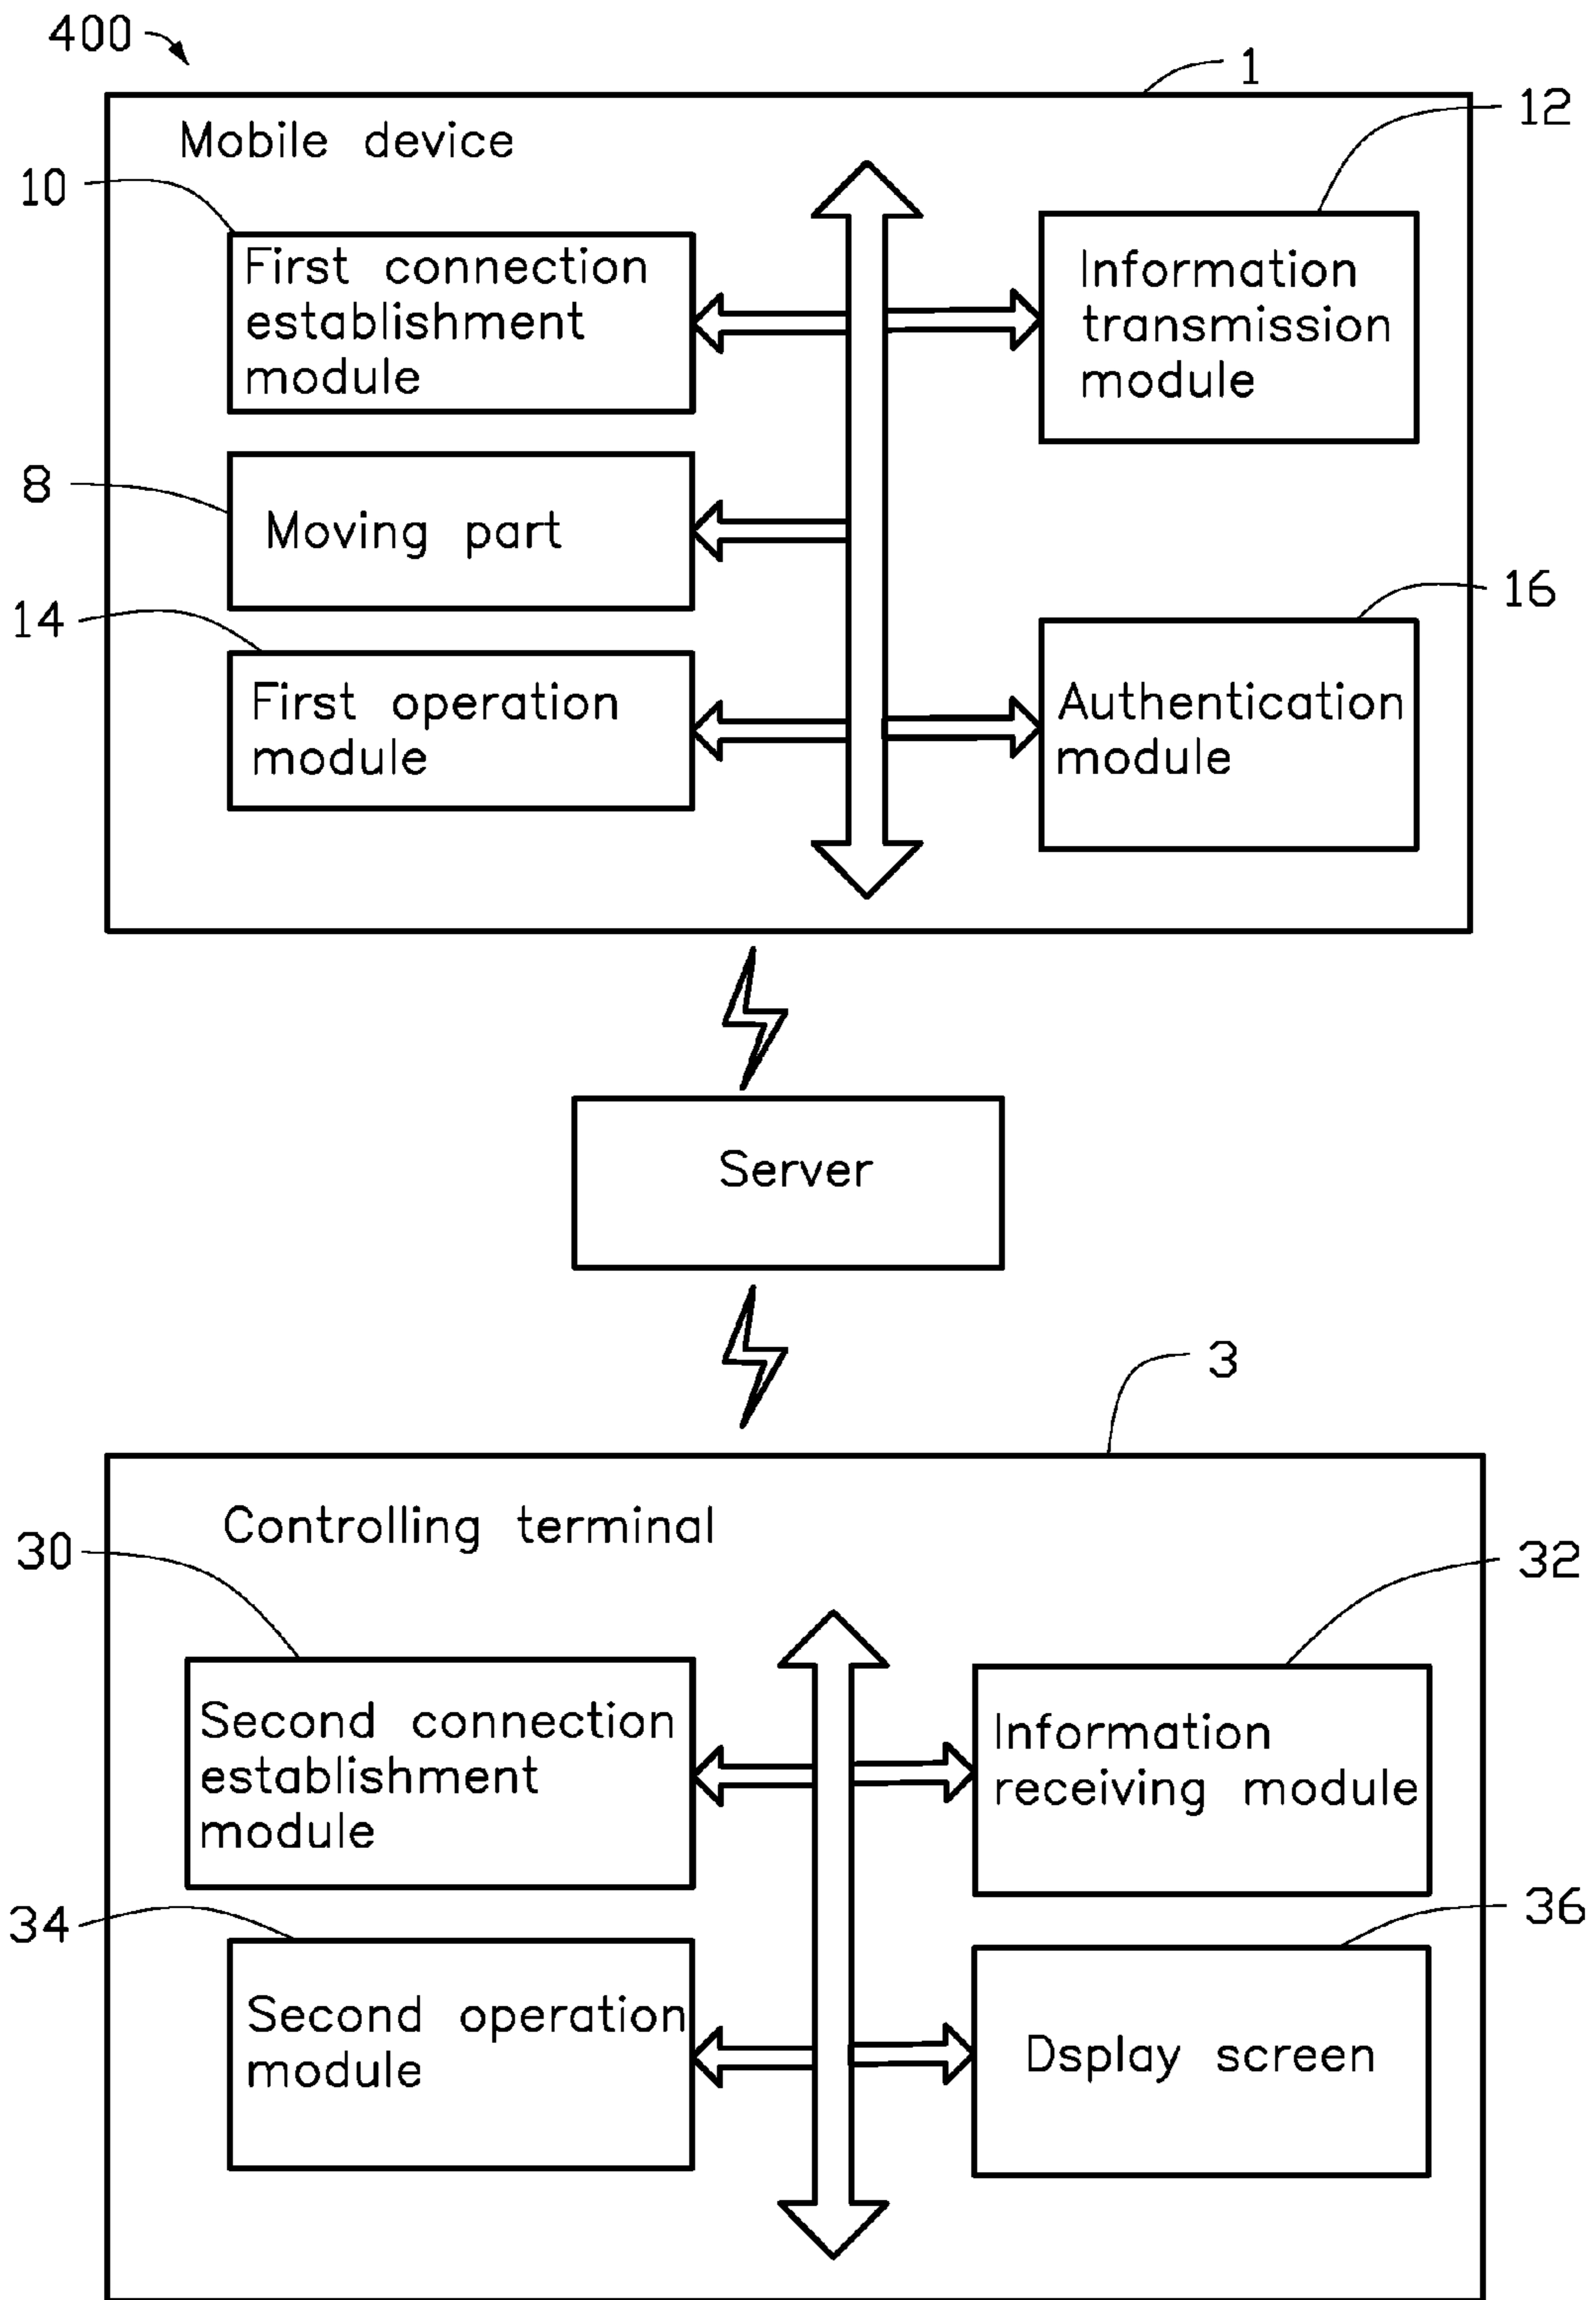 400
1
12
Mobile device
10
First connection
establishment
module
Information
transmission
module
8
Moving part
14
16
First operation
module
Authentication
module
Server
3
Controlling terminal
30
32
Second connection
establishment
module
Information
receiving module
34
36
Second operation
module
Dsplay screen